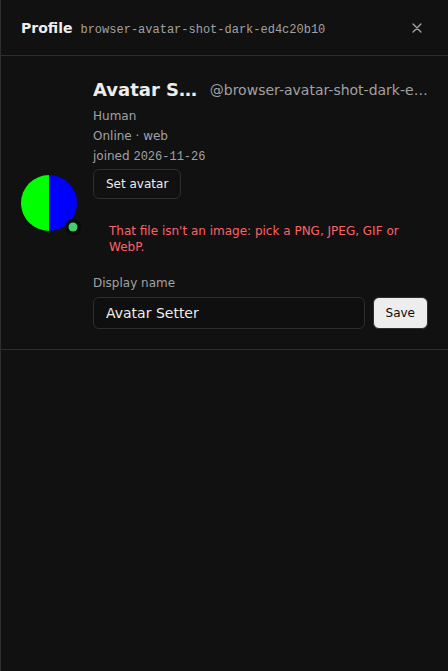 Profile browser-avatar-shot-dark-ed4c20b10
Avatar S… @browser-avatar-shot-dark-e…
Human
Online · web
joined 2026-11-26
Set avatar
That file isn't an image: pick a PNG, JPEG, GIF or
WebP.
Display name
Avatar Setter Save